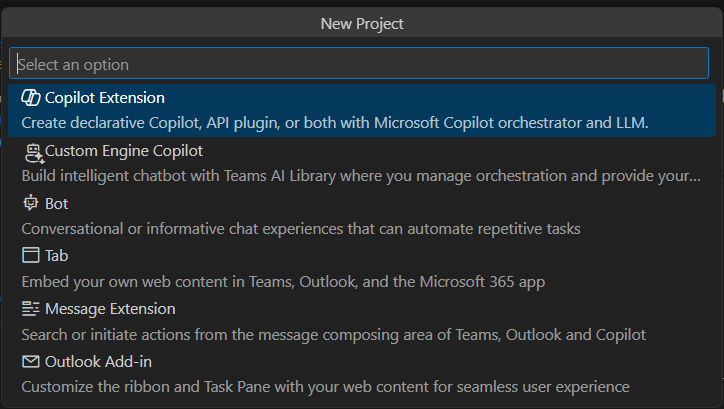 New Project
Select an option
Copilot Extension
Create declarative Copilot, API plugin, or both with Microsoft Copilot orchestrator and LLM.
Custom Engine Copilot
Build intelligent chatbot with Teams AI Library where you manage orchestration and provide your...
Bot
Conversational or informative chat experiences that can automate repetitive tasks
Tab
Embed your own web content in Teams, Outlook, and the Microsoft 365 app
Message Extension
Search or initiate actions from the message composing area of Teams, Outlook and Copilot
Outlook Add-in
Customize the ribbon and Task Pane with your web content for seamless user experience